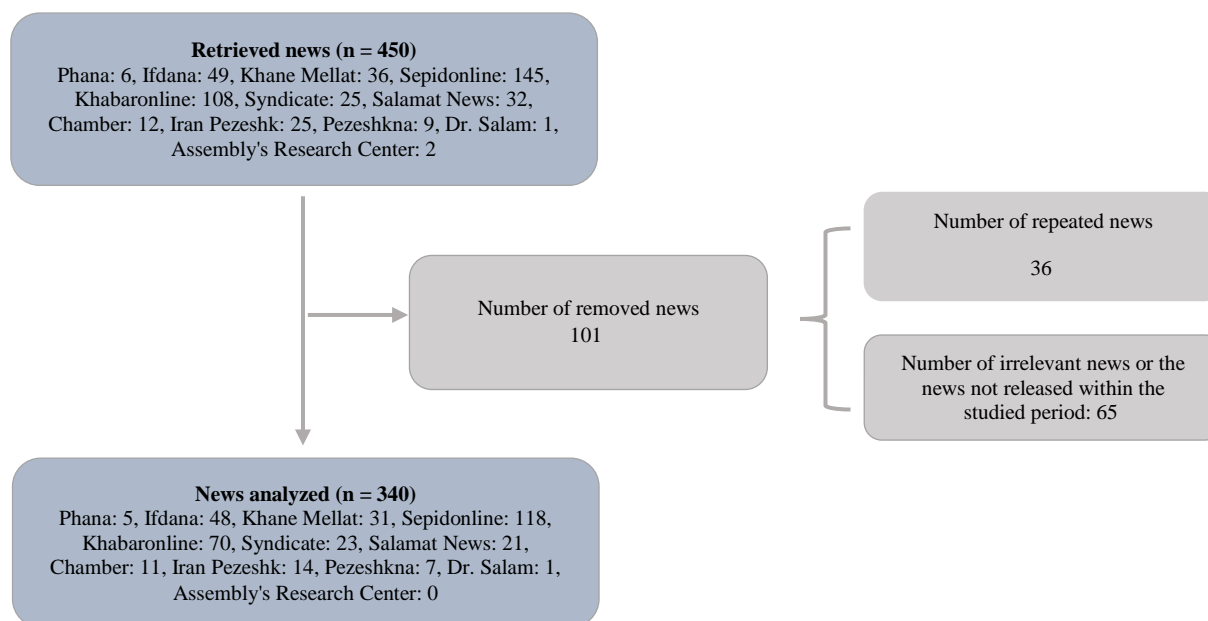 Retrieved news (n = 450)
Phana: 6, Ifdana: 49, Khane Mellat: 36, Sepidonline: 145,
Khabaronline: 108, Syndicate: 25, Salamat News: 32,
Chamber: 12, Iran Pezeshk: 25, Pezeshkna: 9, Dr. Salam: 1,
Assembly's Research Center: 2
Number of removed news
101
Number of repeated news
36
Number of irrelevant news or the
news not released within the
studied period: 65
News analyzed (n = 340)
Phana: 5, Ifdana: 48, Khane Mellat: 31, Sepidonline: 118,
Khabaronline: 70, Syndicate: 23, Salamat News: 21,
Chamber: 11, Iran Pezeshk: 14, Pezeshkna: 7, Dr. Salam: 1,
Assembly's Research Center: 0